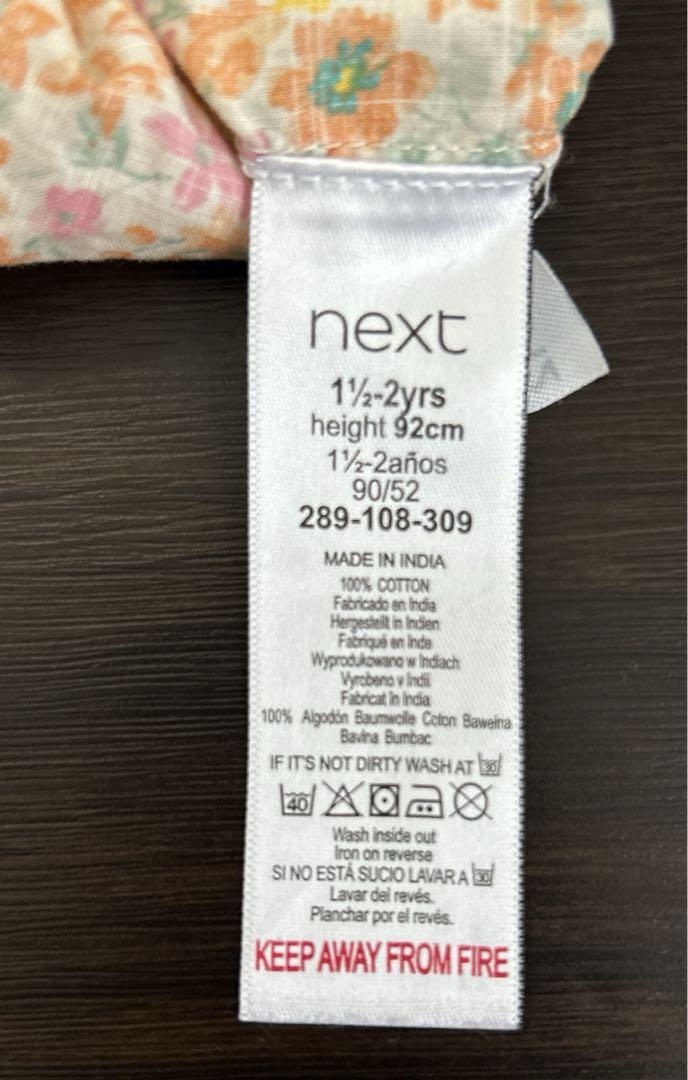 next
1½-2yrs
height 92cm
1½-2años
90/52
289-108-309
MADE IN INDIA
100% COTTON
Fabricado en India
Hergestellt in Indien
Fabriqué en Inde
Wyprodukowano w Indiach
Vyrobeno v Indii
Fabricat în India
100% Algodón Baumwolle Coton Bawełna
Bavlna Bumbac
IF IT'S NOT DIRTY WASH AT 30
40
Wash inside out
Iron on reverse
SI NO ESTÁ SUCIO LAVAR A 30
Lavar del revés.
Planchar por el revés.
KEEP AWAY FROM FIRE